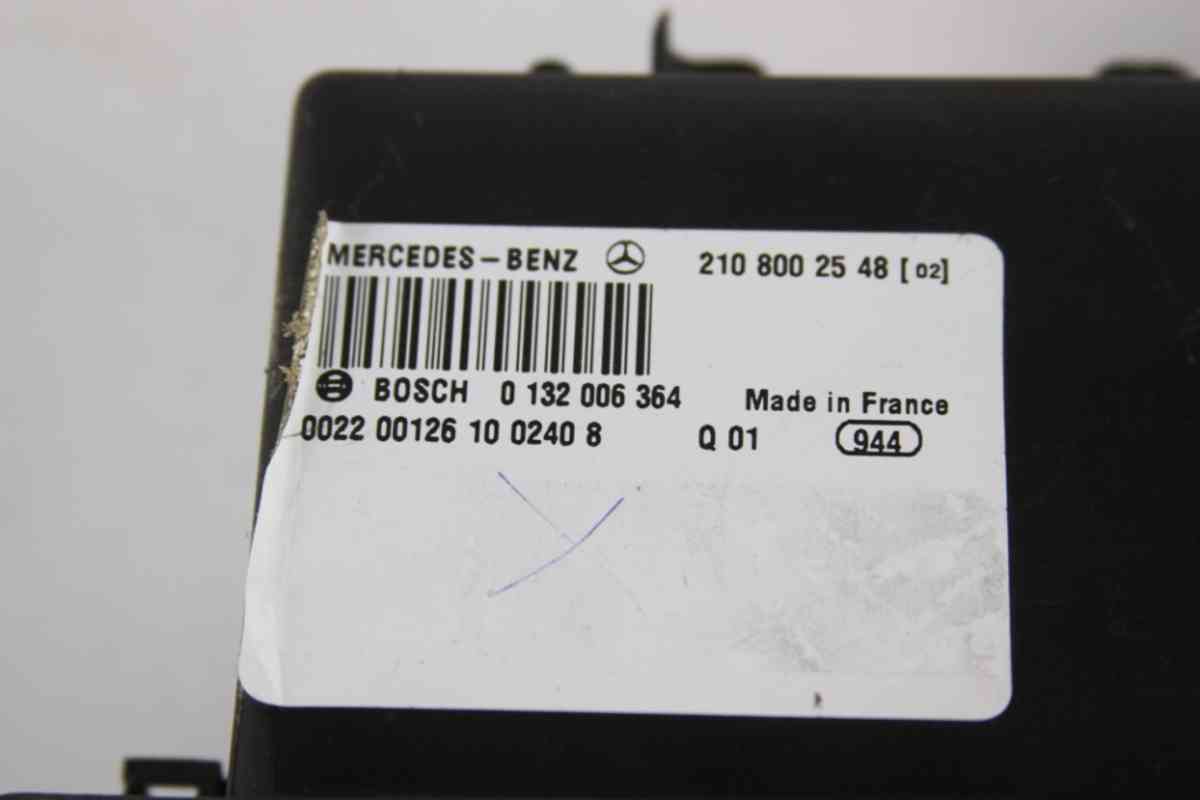 MERCEDES-BENZ 210 800 25 48 [02]
BOSCH 0 132 006 364 Made in France
0022 00126 10 0240 8 Q 01 944